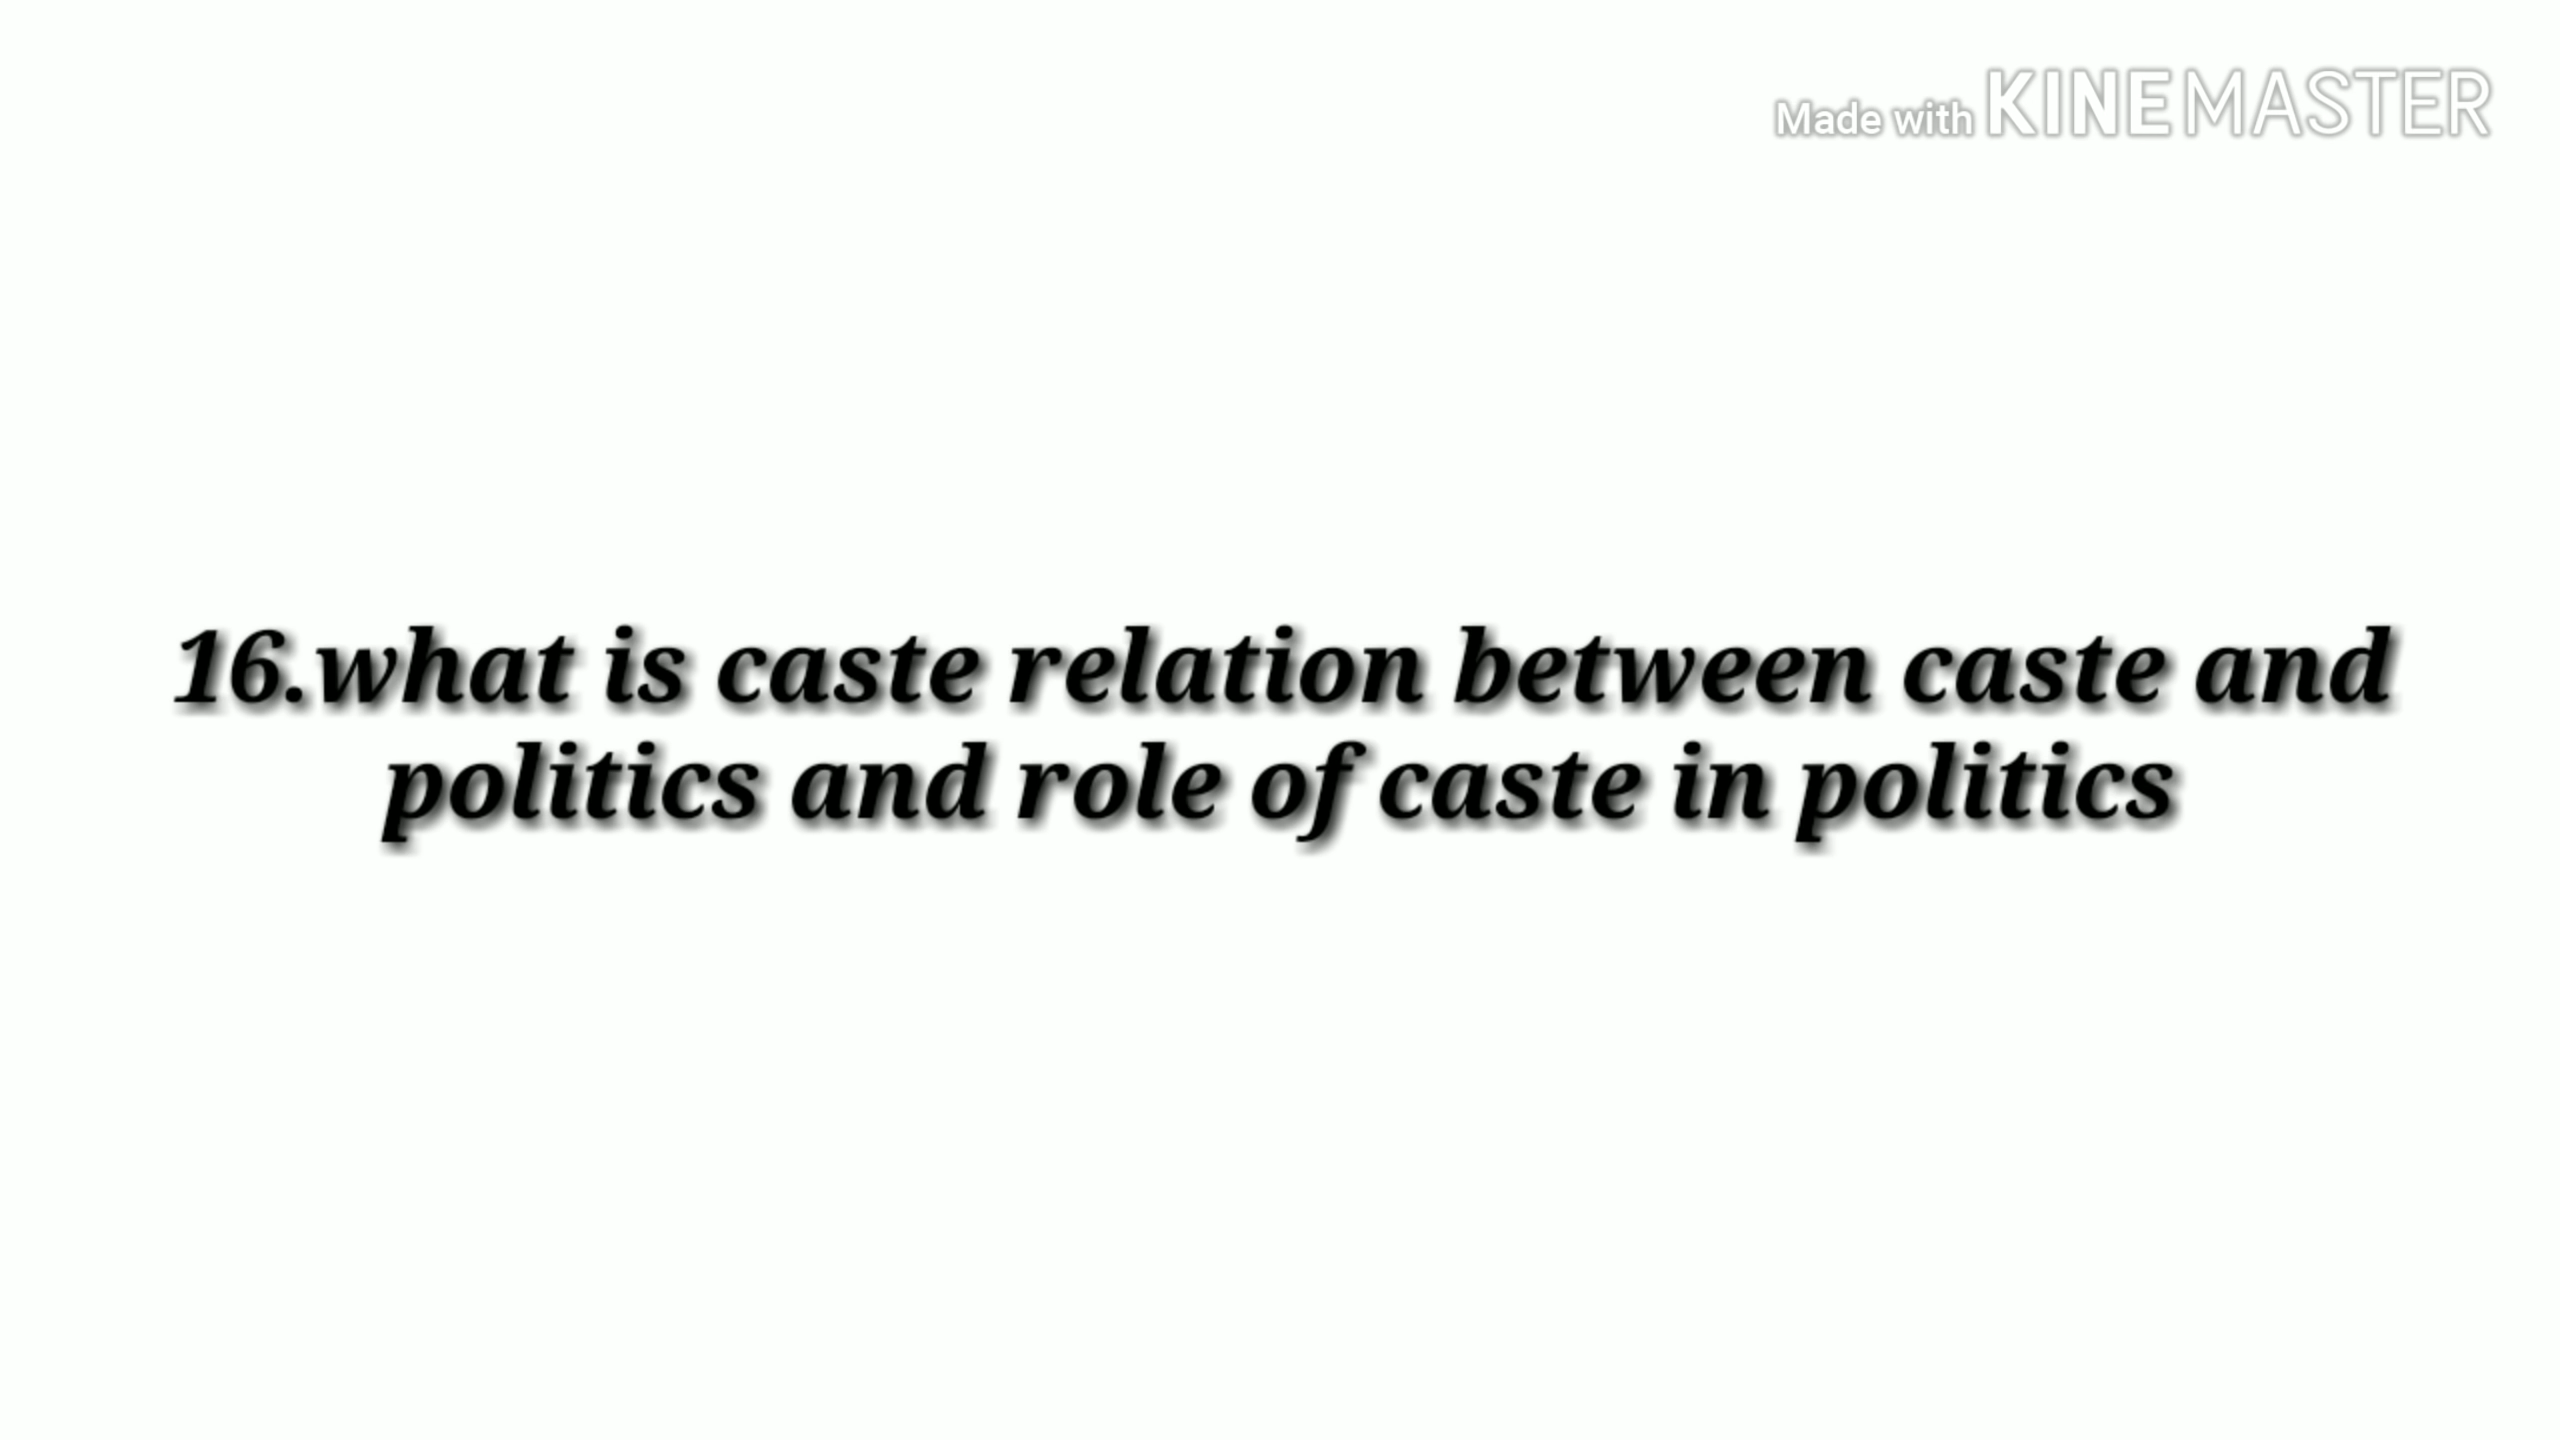 Made with KINEMASTER
16.what is caste relation between caste and
politics and role of caste in politics